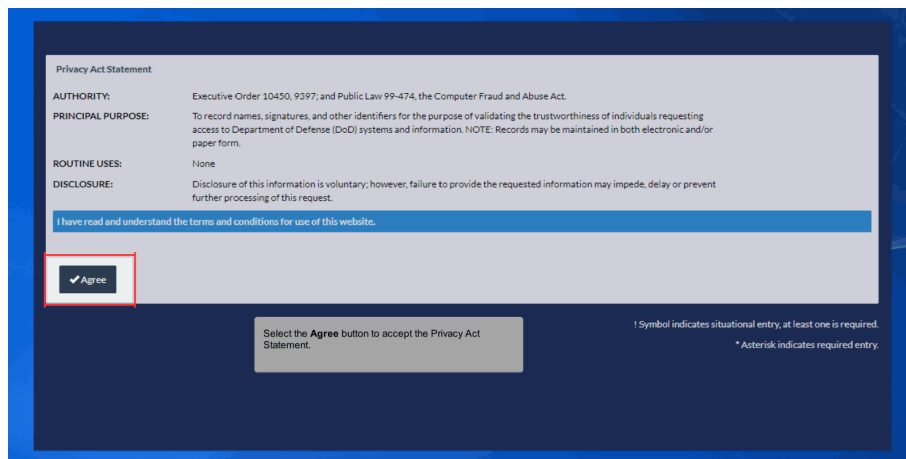 Privacy Act Statement
AUTHORITY: Executive Order 10450, 9397; and Public Law 99-474, the Computer Fraud and Abuse Act.
PRINCIPAL PURPOSE: To record names, signatures, and other identifiers for the purpose of validating the trustworthiness of individuals requesting
access to Department of Defense (DoD) systems and information. NOTE: Records may be maintained in both electronic and/or
paper form.
ROUTINE USES: None
DISCLOSURE: Disclosure of this information is voluntary; however, failure to provide the requested information may impede, delay or prevent
further processing of this request.
I have read and understand the terms and conditions for use of this website.
✔Agree
Select the Agree button to accept the Privacy Act
Statement.
! Symbol indicates situational entry, at least one is required.
* Asterisk indicates required entry.